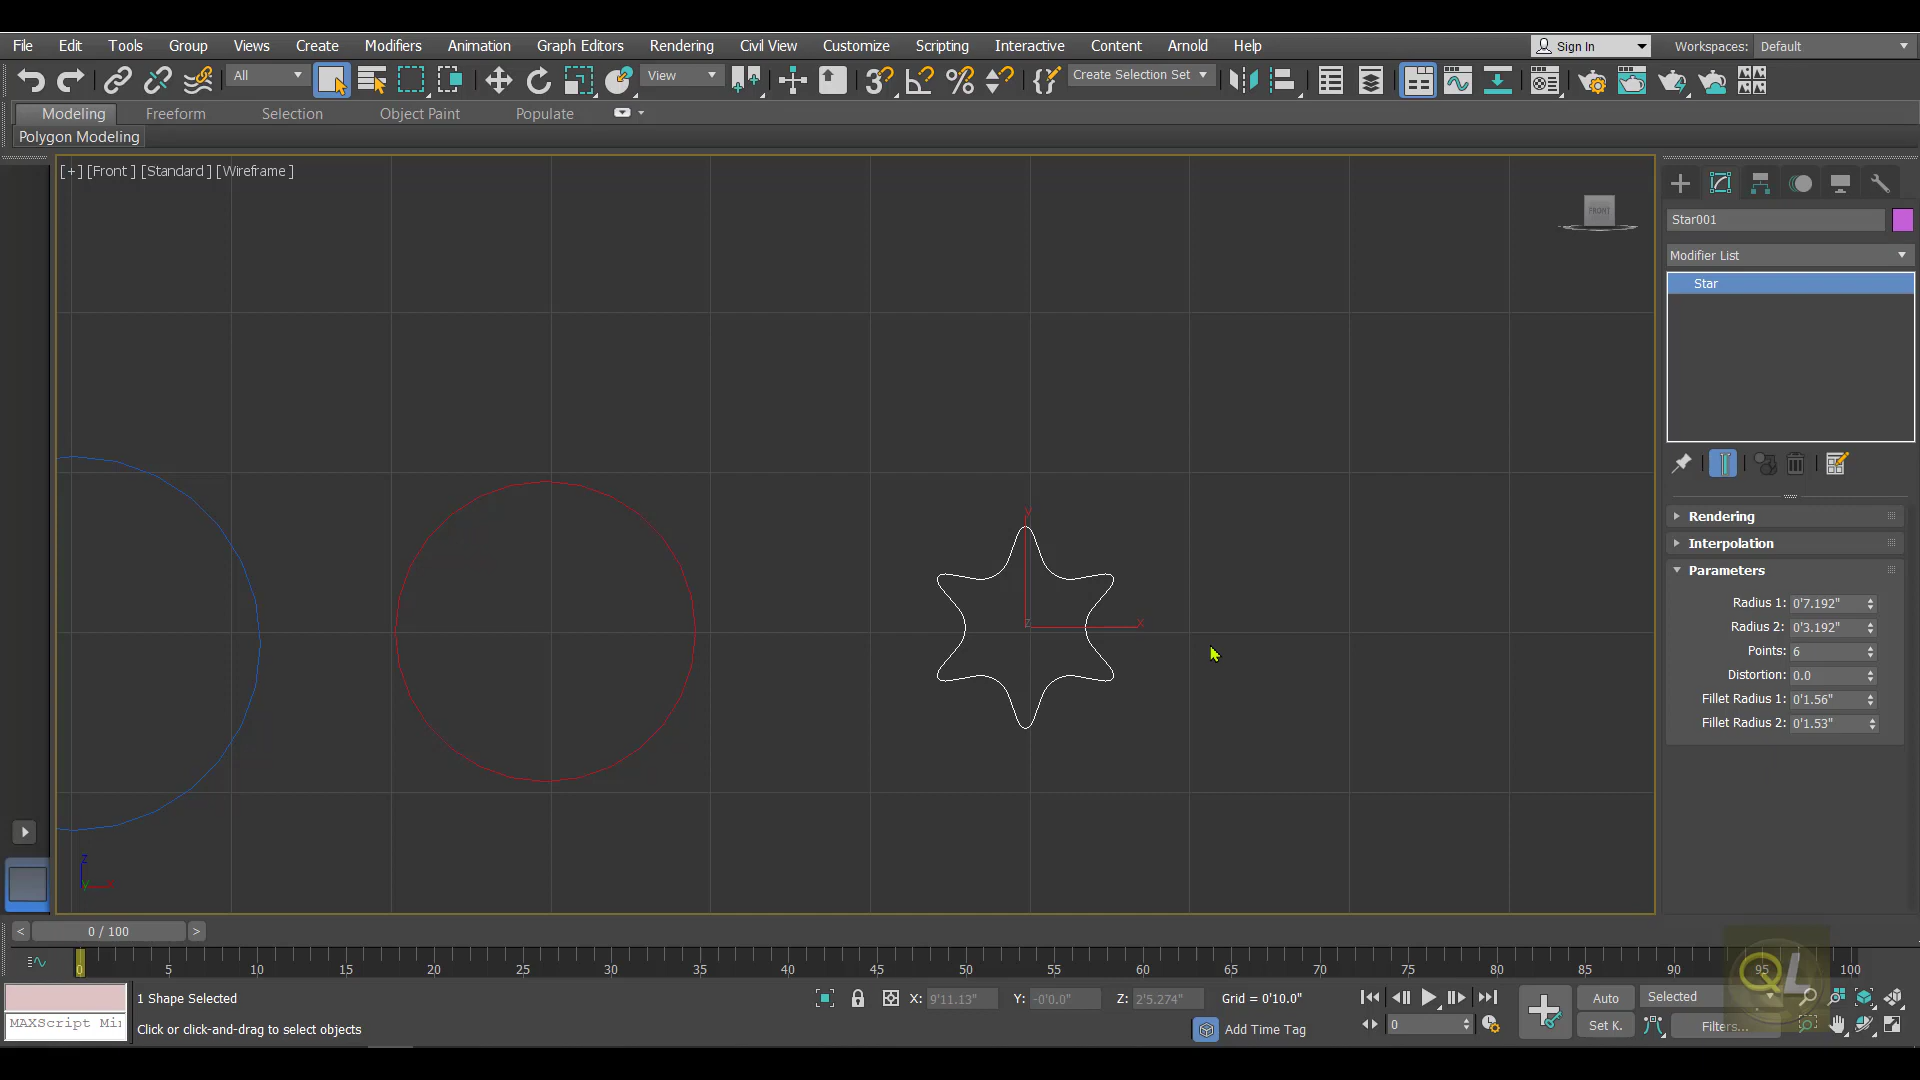 File Edit Tools Group Views Create Modifiers Animation Graph Editors Rendering Civil View Customize Scripting Interactive Content Arnold Help Sign In Workspaces: Default
All View Create Selection Set
Modeling Freeform Selection Object Paint Populate
Polygon Modeling
[+] [Front ] [Standard ] [Wireframe ]
FRONT
Star001
Modifier List
Star
Rendering
Interpolation
Parameters
Radius 1: 0'7.192"
Radius 2: 0'3.192"
Points: 6
Distortion: 0.0
Fillet Radius 1: 0'1.56"
Fillet Radius 2: 0'1.53"
y
z x
z
y x
< 0 / 100 >
0 5 10 15 20 25 30 35 40 45 50 55 60 65 70 75 80 85 90 95 100
QL
1 Shape Selected X: 9'11.13" Y: -0'0.0" Z: 2'5.274" Grid = 0'10.0" Auto Selected
MAXScript Mi Click or click-and-drag to select objects Add Time Tag 0 Set K. Filters...